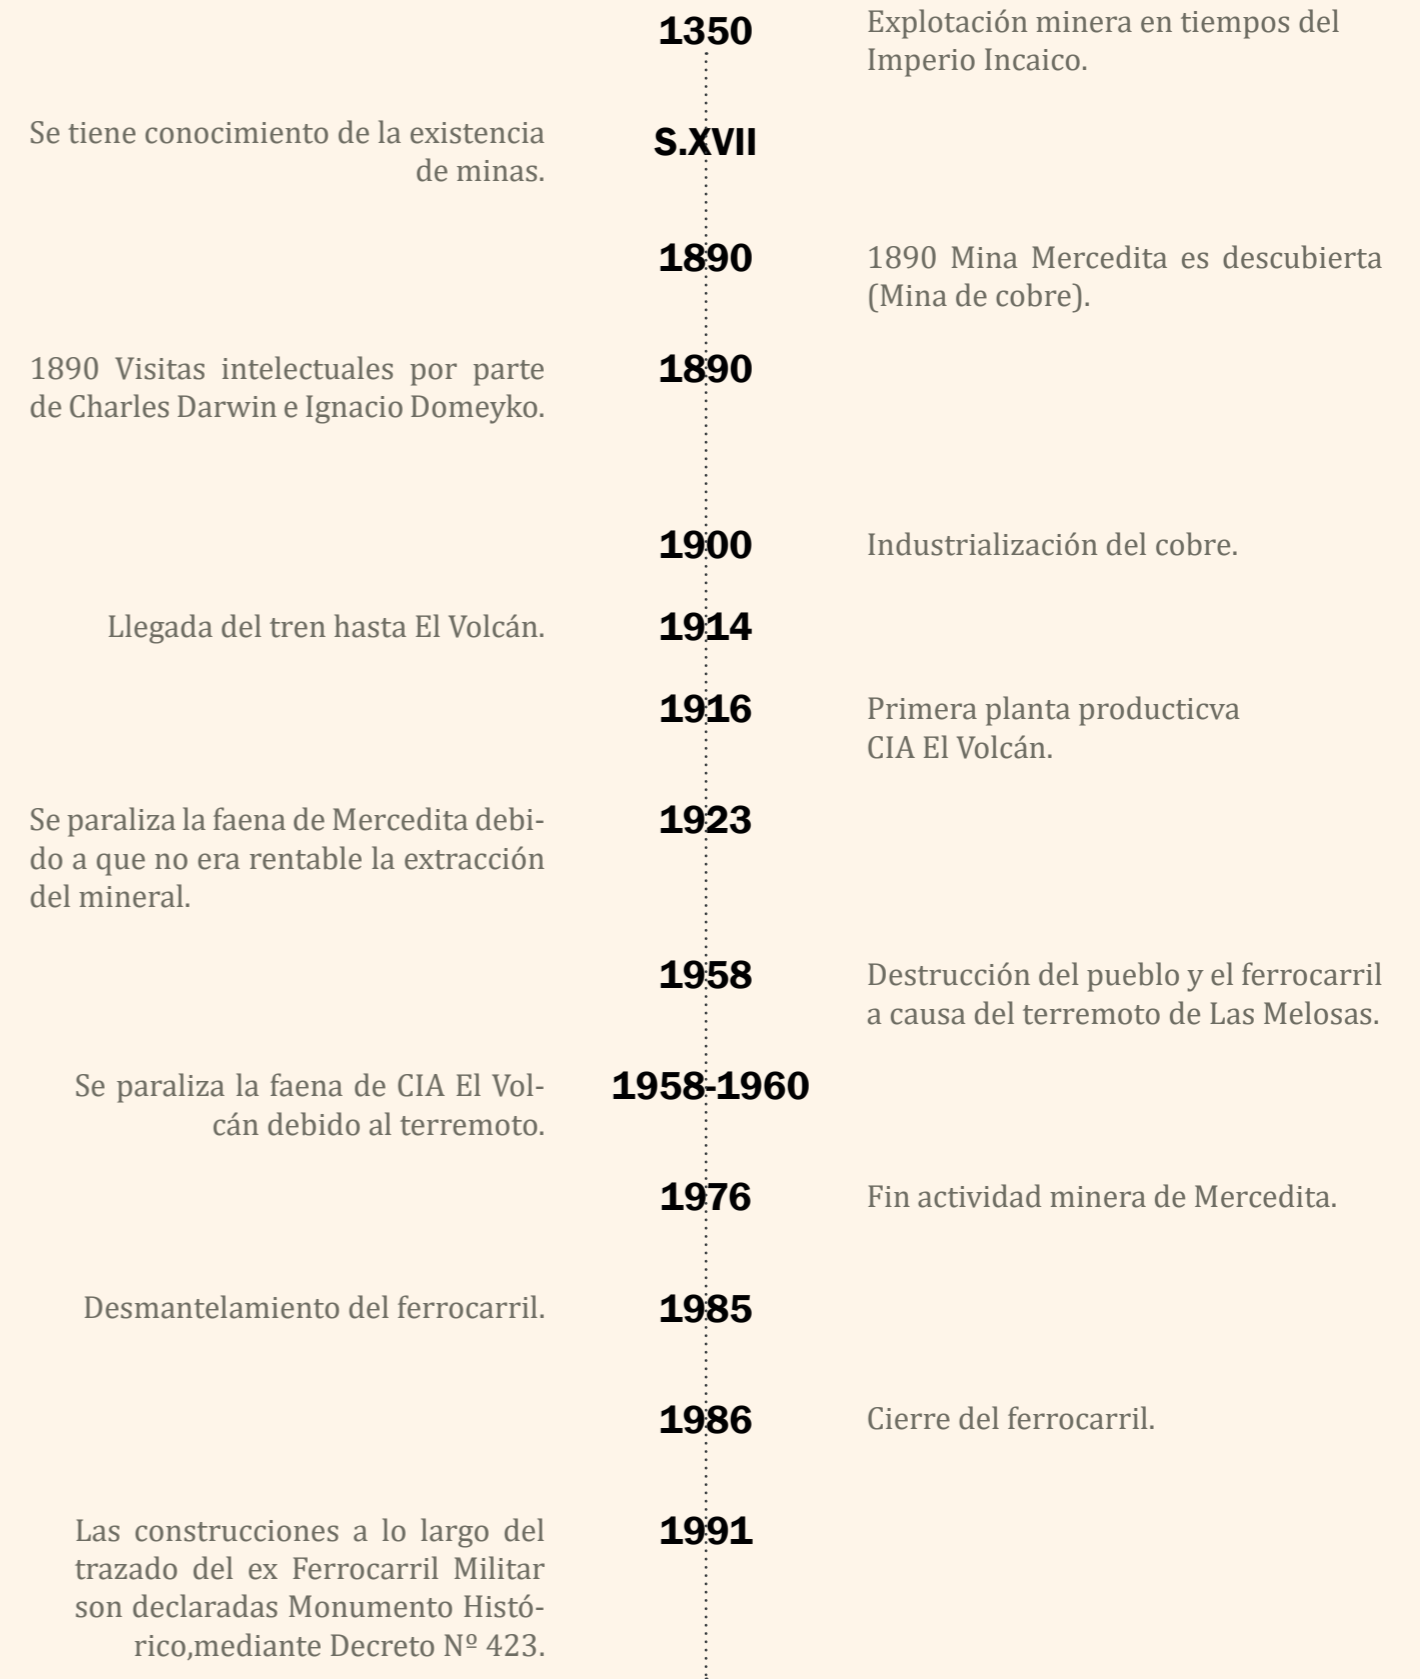 1350
Explotación minera en tiempos del
Imperio Incaico.
Se tiene conocimiento de la existencia
de minas.
S.XVII
1890
1890 Mina Mercedita es descubierta
(Mina de cobre).
1890 Visitas intelectuales por parte
de Charles Darwin e Ignacio Domeyko.
1890
1900
Industrialización del cobre.
Llegada del tren hasta El Volcán.
1914
1916
Primera planta producticva
CIA El Volcán.
Se paraliza la faena de Mercedita debi-
do a que no era rentable la extracción
del mineral.
1923
1958
Destrucción del pueblo y el ferrocarril
a causa del terremoto de Las Melosas.
Se paraliza la faena de CIA El Vol-
cán debido al terremoto.
1958-1960
1976
Fin actividad minera de Mercedita.
Desmantelamiento del ferrocarril.
1985
1986
Cierre del ferrocarril.
Las construcciones a lo largo del
trazado del ex Ferrocarril Militar
son declaradas Monumento Histó-
rico,mediante Decreto Nº 423.
1991